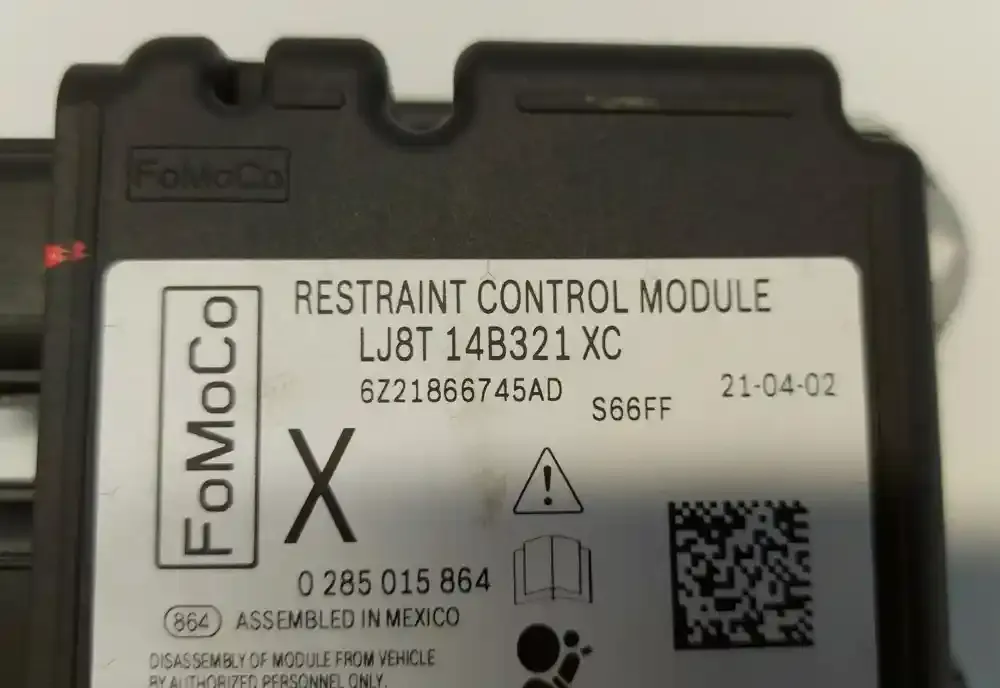 FoMoCo
FoMoCo
RESTRAINT CONTROL MODULE
LJ8T 14B321 XC
6Z21866745AD
S66FF
21-04-02
X
0 285 015 864
864 ASSEMBLED IN MEXICO
DISASSEMBLY OF MODULE FROM VEHICLE
BY AUTHORIZED PERSONNEL ONLY.